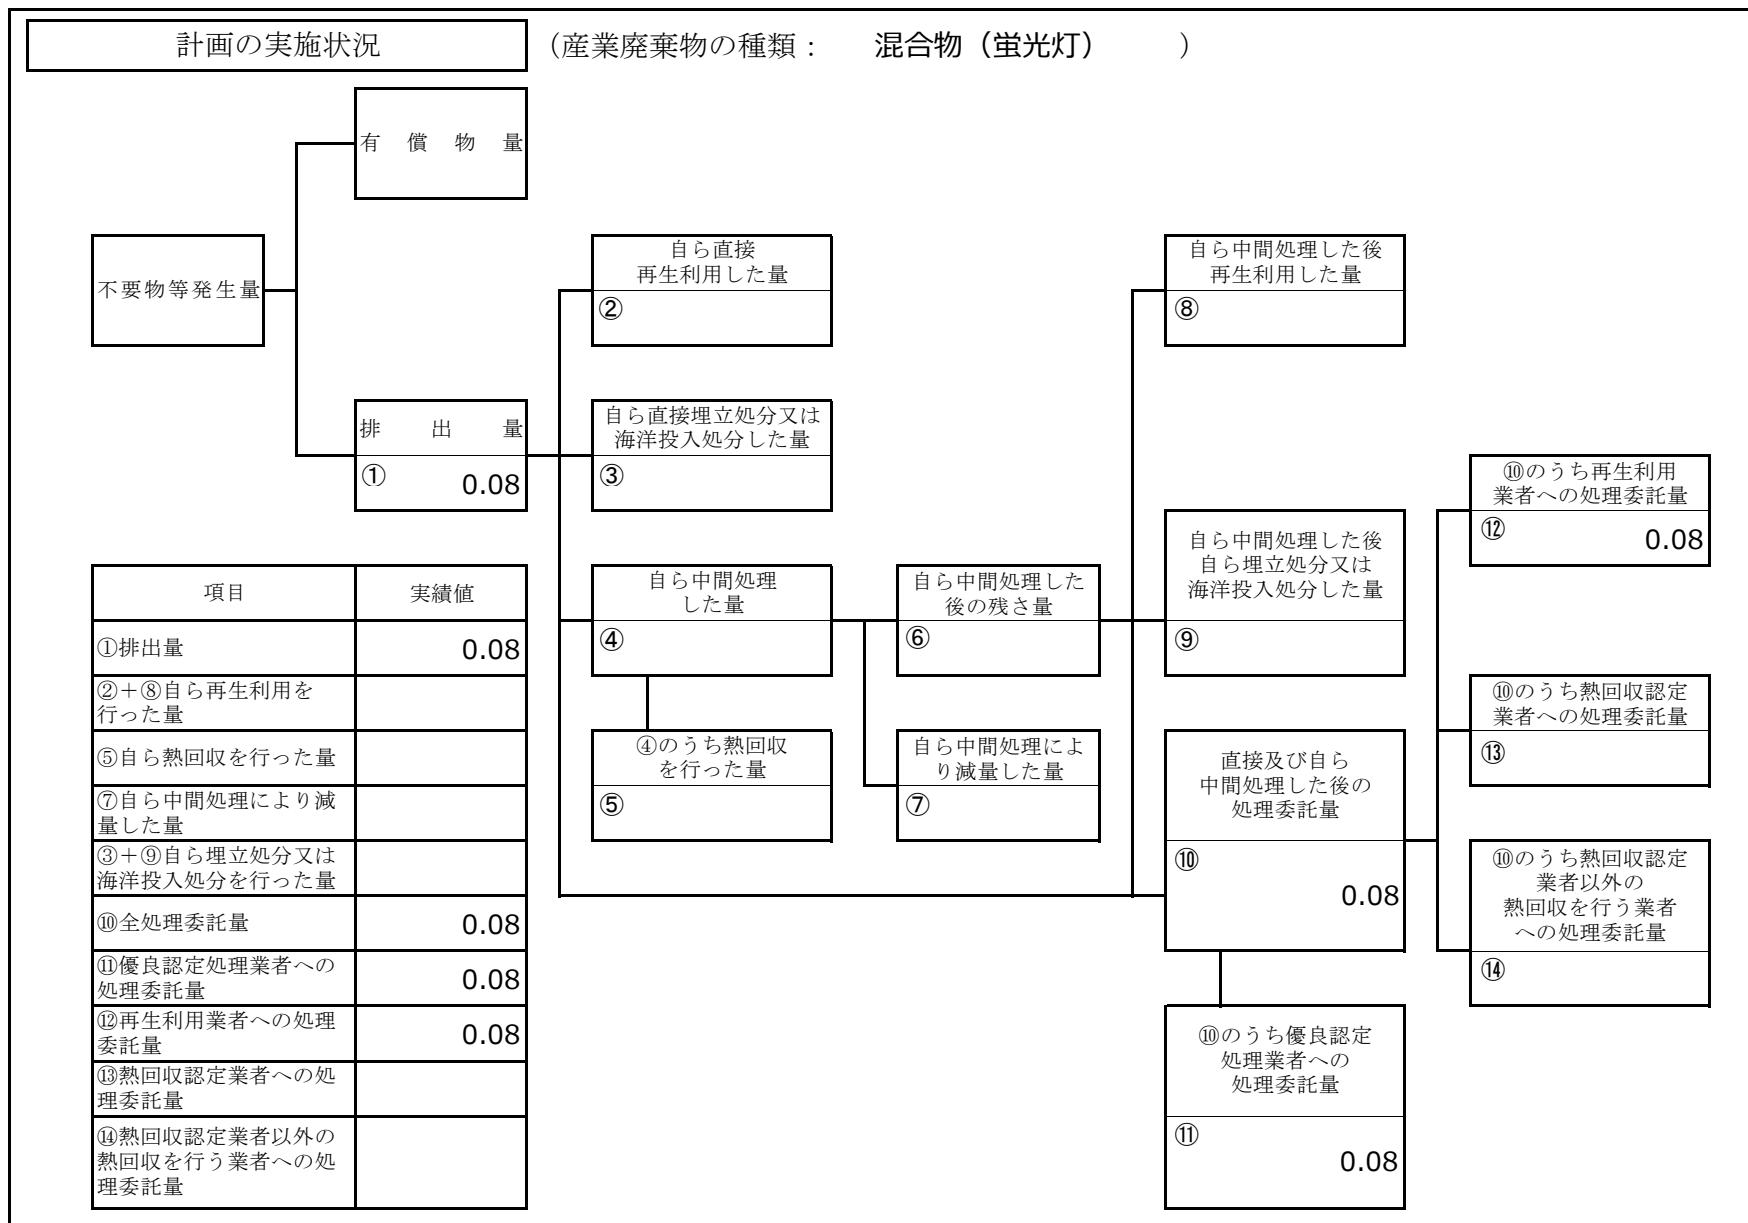 計画の実施状況
（産業廃棄物の種類： 混合物（蛍光灯） ）
有償物量
不要物等発生量
排出量
① 0.08
自ら直接
再生利用した量
②
自ら直接埋立処分又は
海洋投入処分した量
③
自ら中間処理
した量
④
④のうち熱回収
を行った量
⑤
自ら中間処理した
後の残さ量
⑥
自ら中間処理によ
り減量した量
⑦
自ら中間処理した後
再生利用した量
⑧
自ら中間処理した後
自ら埋立処分又は
海洋投入処分した量
⑨
直接及び自ら
中間処理した後の
処理委託量
⑩
0.08
⑩のうち優良認定
処理業者への
処理委託量
⑪
0.08
⑩のうち再生利用
業者への処理委託量
⑫ 0.08
⑩のうち熱回収認定
業者への処理委託量
⑬
⑩のうち熱回収認定
業者以外の
熱回収を行う業者
への処理委託量
⑭
項目 実績値
①排出量 0.08
②＋⑧自ら再生利用を
行った量
⑤自ら熱回収を行った量
⑦自ら中間処理により減
量した量
③＋⑨自ら埋立処分又は
海洋投入処分を行った量
⑩全処理委託量 0.08
⑪優良認定処理業者への
処理委託量 0.08
⑫再生利用業者への処理
委託量 0.08
⑬熱回収認定業者への処
理委託量
⑭熱回収認定業者以外の
熱回収を行う業者への処
理委託量